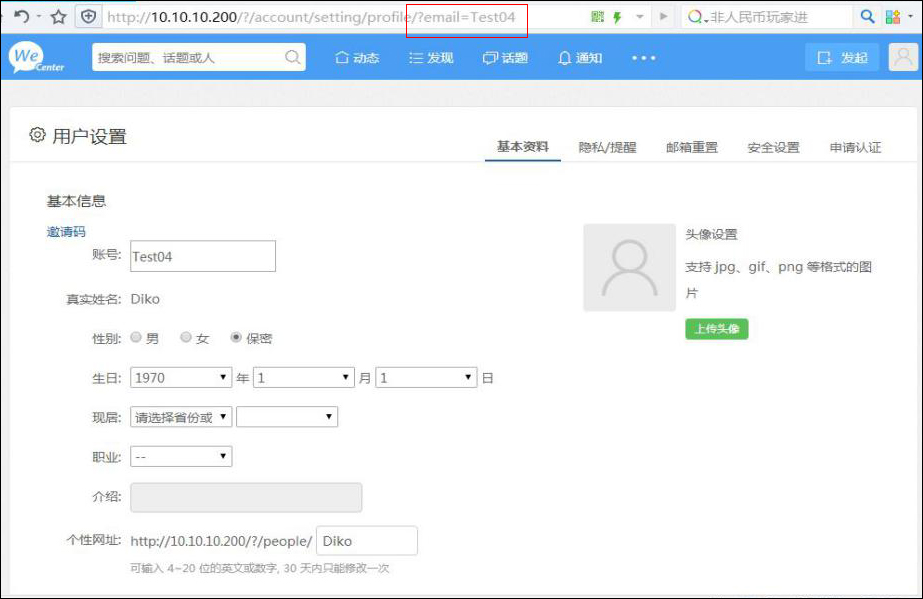 http://10.10.10.200/?/account/setting/profile/?email=Test04
非人民币玩家进
We Center
搜索问题、话题或人
动态
发现
话题
通知
•••
发起
用户设置
基本资料
隐私/提醒
邮箱重置
安全设置
申请认证
基本信息
邀请码
账号: Test04
真实姓名: Diko
性别: 男 女 保密
生日: 1970 年 1 月 1 日
现居: 请选择省份或
职业: --
介绍:
个性网址: http://10.10.10.200/?/people/ Diko
可输入 4~20 位的英文或数字, 30 天内只能修改一次
头像设置
支持 jpg、gif、png 等格式的图
片
上传头像